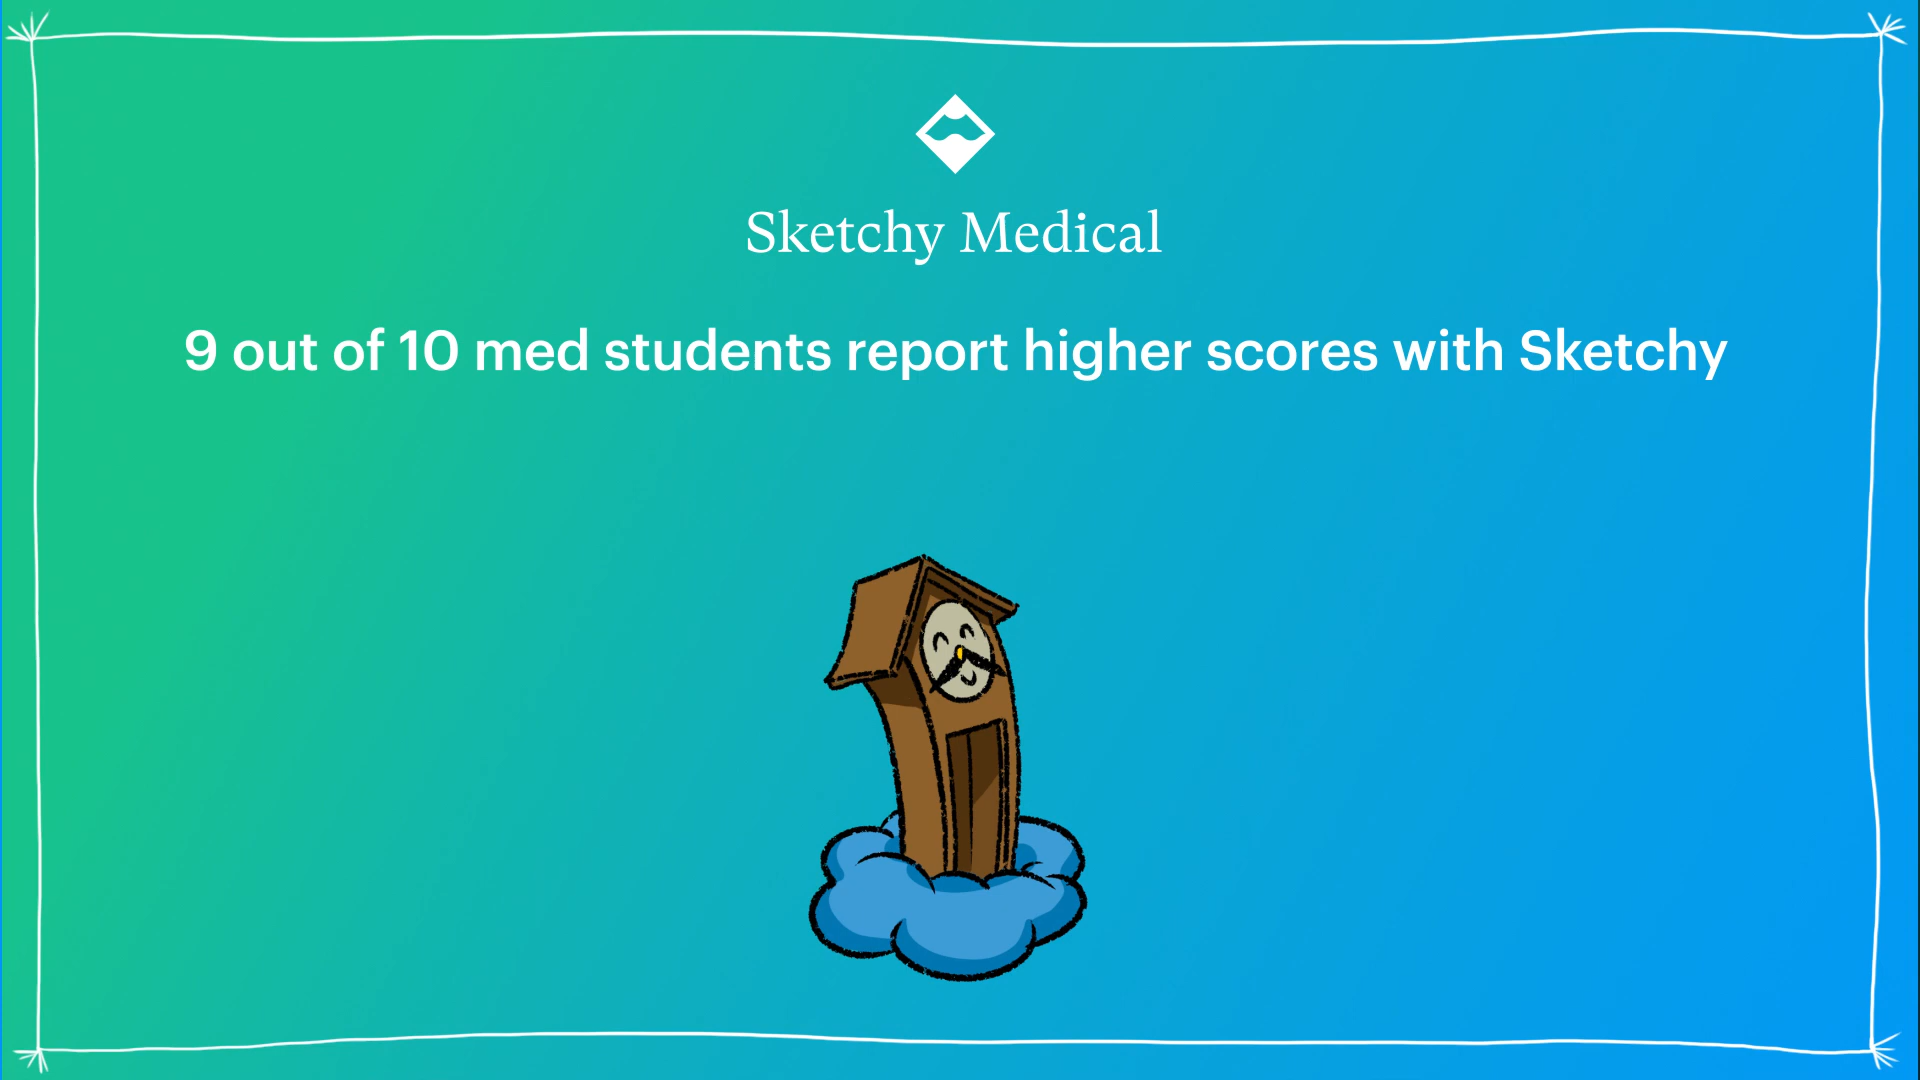 Sketchy Medical
9 out of 10 med students report higher scores with Sketchy